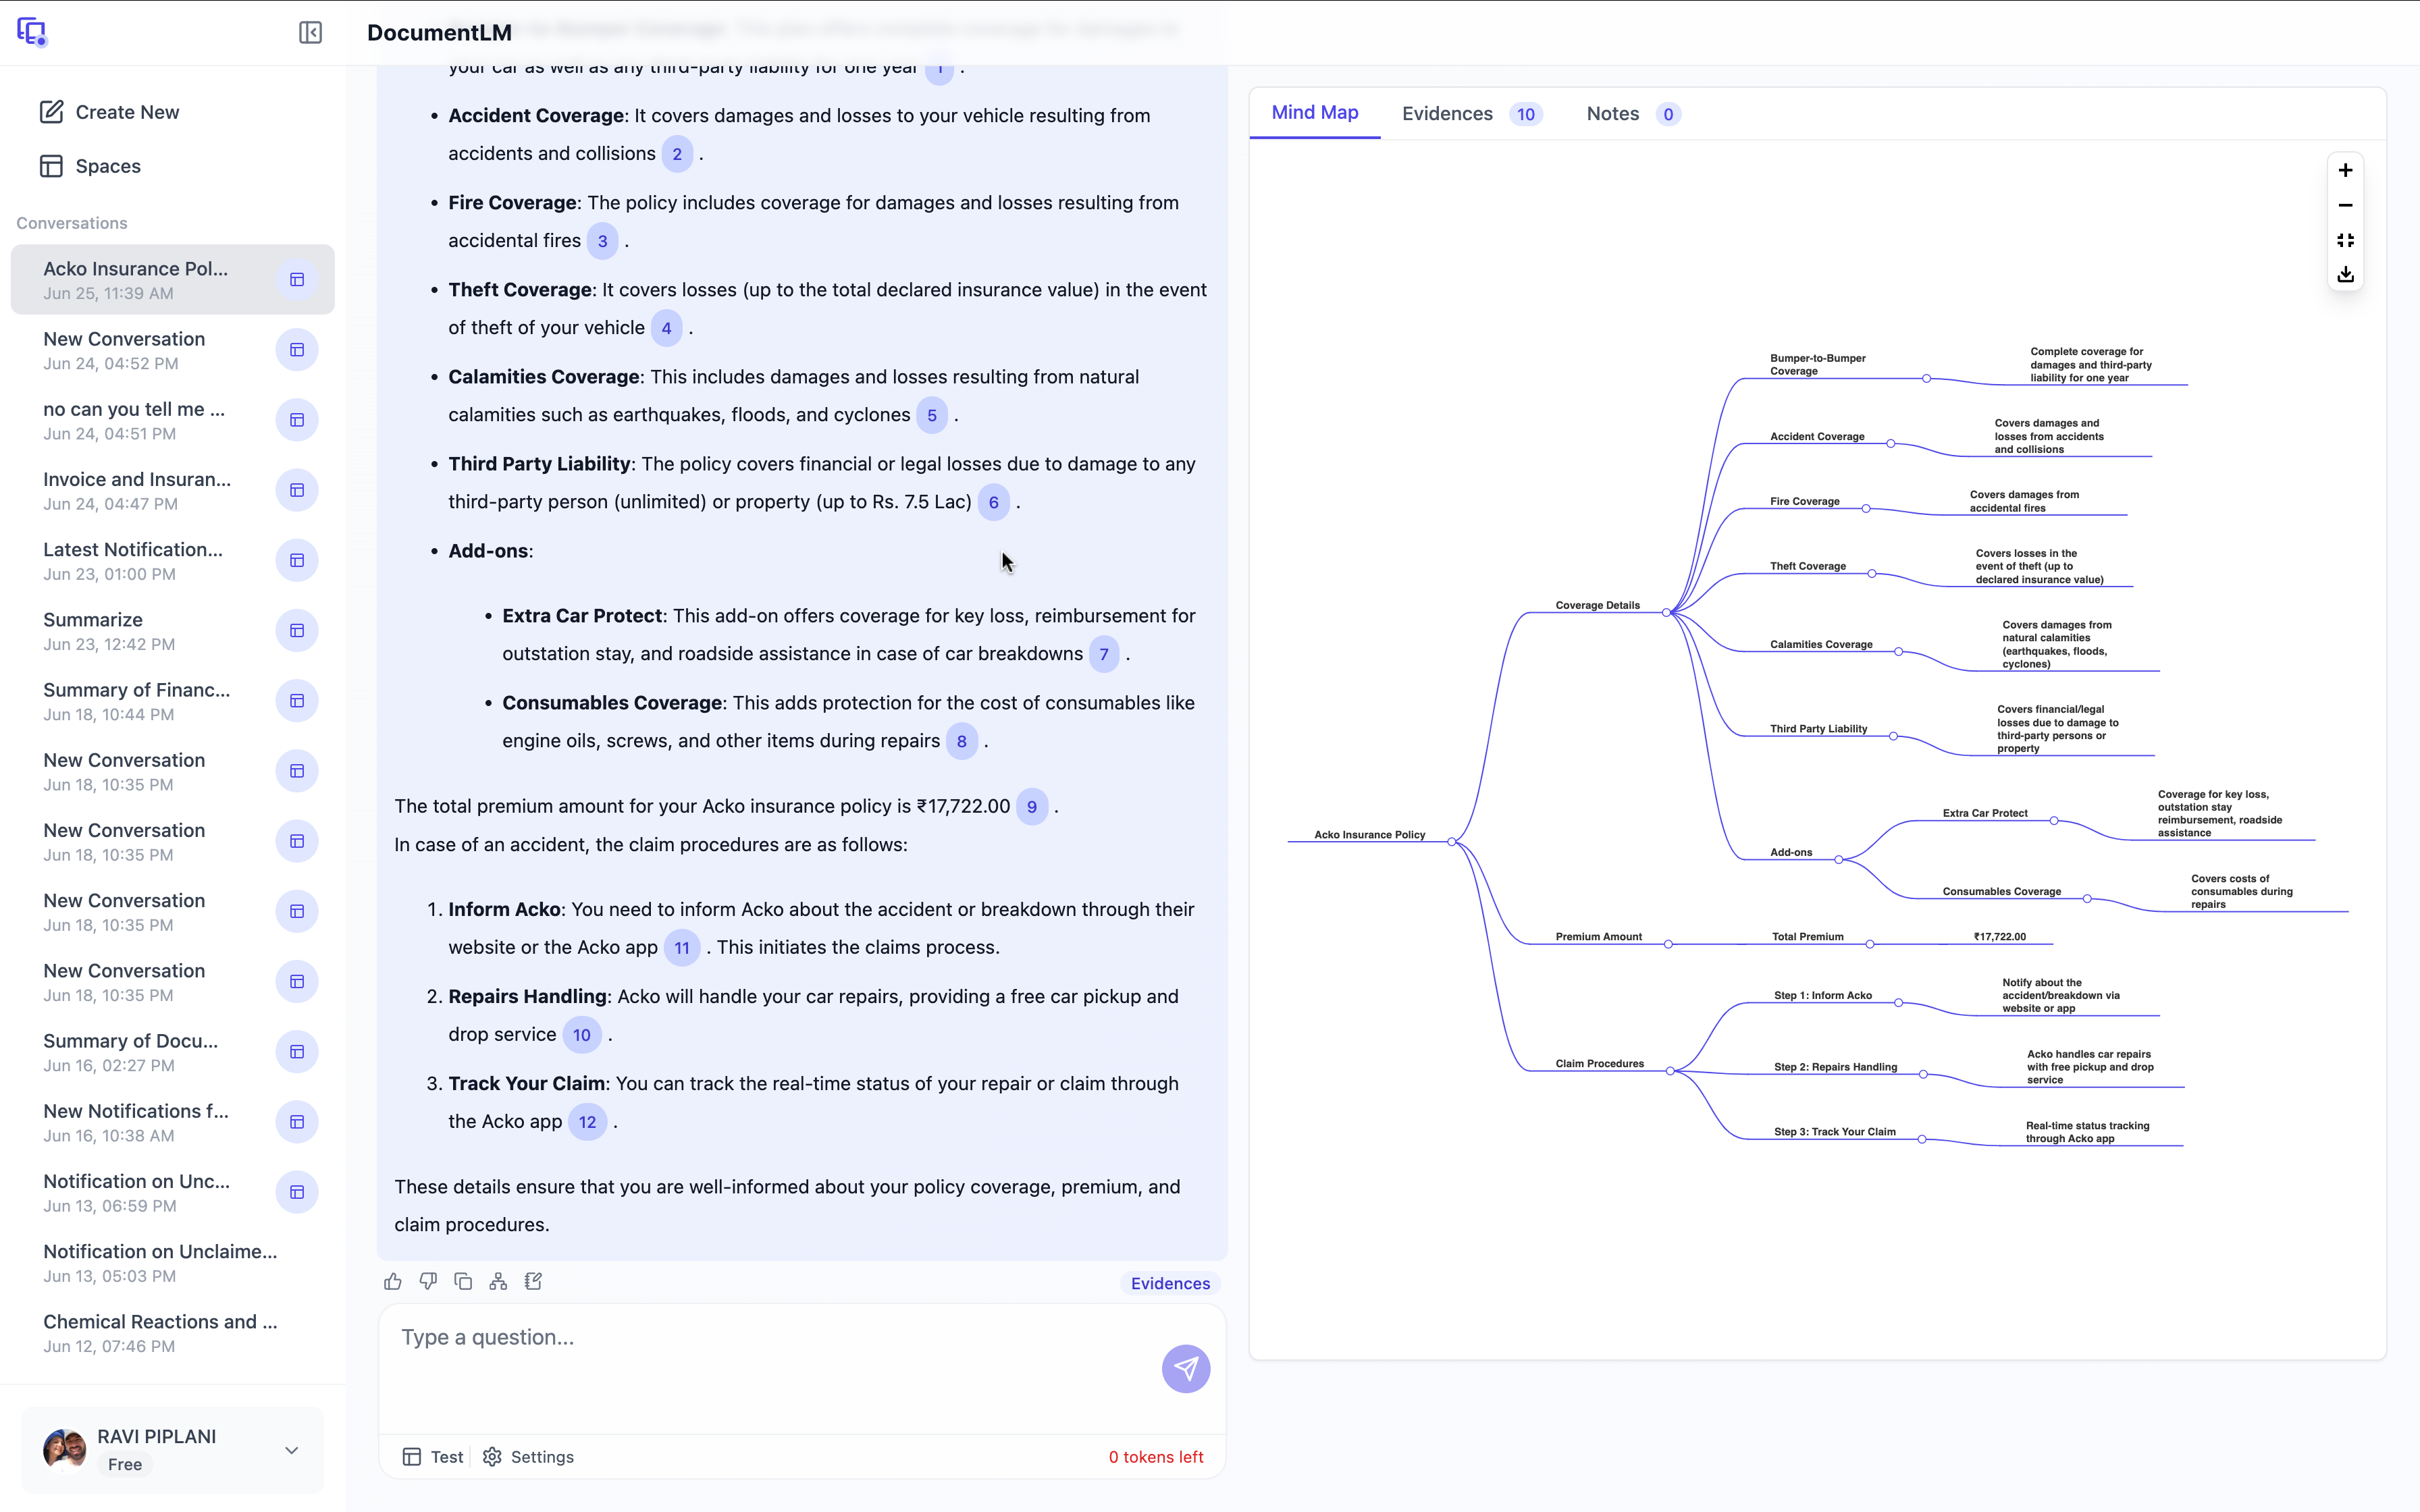 DocumentLM
Create New
Spaces
Conversations
Acko Insurance Pol...
Jun 25, 11:39 AM
New Conversation
Jun 24, 04:52 PM
no can you tell me ...
Jun 24, 04:51 PM
Invoice and Insuran...
Jun 24, 04:47 PM
Latest Notification...
Jun 23, 01:00 PM
Summarize
Jun 23, 12:42 PM
Summary of Financ...
Jun 18, 10:44 PM
New Conversation
Jun 18, 10:35 PM
New Conversation
Jun 18, 10:35 PM
New Conversation
Jun 18, 10:35 PM
New Conversation
Jun 18, 10:35 PM
Summary of Docu...
Jun 16, 02:27 PM
New Notifications f...
Jun 16, 10:38 AM
Notification on Unc...
Jun 13, 06:59 PM
Notification on Unclaime...
Jun 13, 05:03 PM
Chemical Reactions and ...
Jun 12, 07:46 PM
RAVI PIPLANI
Free
your car as well as any third-party liability for one year 1 .
• Accident Coverage: It covers damages and losses to your vehicle resulting from
accidents and collisions 2 .
• Fire Coverage: The policy includes coverage for damages and losses resulting from
accidental fires 3 .
• Theft Coverage: It covers losses (up to the total declared insurance value) in the event
of theft of your vehicle 4 .
• Calamities Coverage: This includes damages and losses resulting from natural
calamities such as earthquakes, floods, and cyclones 5 .
• Third Party Liability: The policy covers financial or legal losses due to damage to any
third-party person (unlimited) or property (up to Rs. 7.5 Lac) 6 .
• Add-ons:
• Extra Car Protect: This add-on offers coverage for key loss, reimbursement for
outstation stay, and roadside assistance in case of car breakdowns 7 .
• Consumables Coverage: This adds protection for the cost of consumables like
engine oils, screws, and other items during repairs 8 .
The total premium amount for your Acko insurance policy is ₹17,722.00 9 .
In case of an accident, the claim procedures are as follows:
1. Inform Acko: You need to inform Acko about the accident or breakdown through their
website or the Acko app 11 . This initiates the claims process.
2. Repairs Handling: Acko will handle your car repairs, providing a free car pickup and
drop service 10 .
3. Track Your Claim: You can track the real-time status of your repair or claim through
the Acko app 12 .
These details ensure that you are well-informed about your policy coverage, premium, and
claim procedures.
Evidences
Type a question...
Test
Settings
0 tokens left
Mind Map
Evidences 10
Notes 0
Acko Insurance Policy
Coverage Details
Bumper-to-Bumper
Coverage
Complete coverage for
damages and third-party
liability for one year
Accident Coverage
Covers damages and
losses from accidents
and collisions
Fire Coverage
Covers damages from
accidental fires
Theft Coverage
Covers losses in the
event of theft (up to
declared insurance value)
Calamities Coverage
Covers damages from
natural calamities
(earthquakes, floods,
cyclones)
Third Party Liability
Covers financial/legal
losses due to damage to
third-party persons or
property
Add-ons
Extra Car Protect
Coverage for key loss,
outstation stay
reimbursement, roadside
assistance
Consumables Coverage
Covers costs of
consumables during
repairs
Premium Amount
Total Premium
₹17,722.00
Claim Procedures
Step 1: Inform Acko
Notify about the
accident/breakdown via
website or app
Step 2: Repairs Handling
Acko handles car repairs
with free pickup and drop
service
Step 3: Track Your Claim
Real-time status tracking
through Acko app